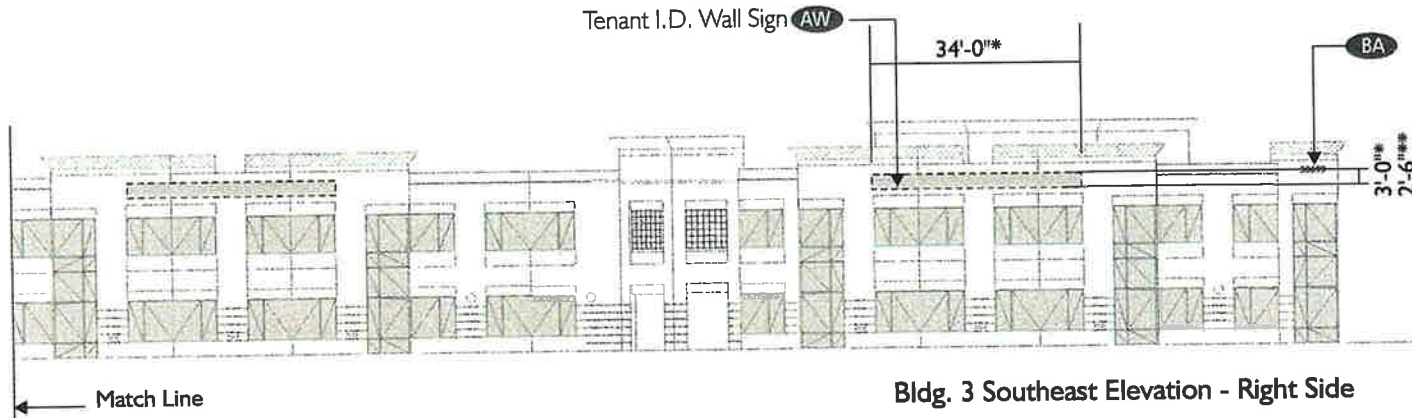 Tenant I.D. Wall Sign AW
34'-0"*
BA
3-0"*
2-6"**
Match Line
Bldg. 3 Southeast Elevation - Right Side